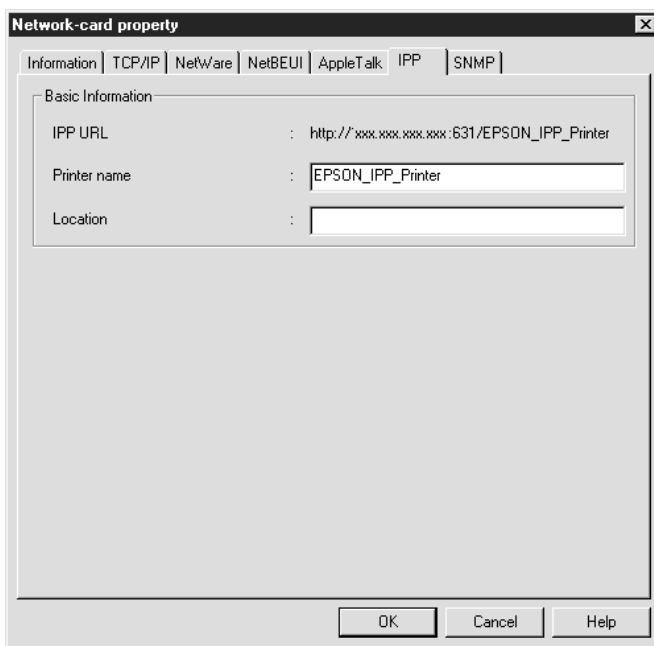 Network-card property
Information TCP/IP NetWare NetBEUI AppleTalk IPP SNMP
Basic Information
IPP URL : http://'xxx.xxx.xxx.xxx:631/EPSON_IPP_Printer
Printer name : EPSON_IPP_Printer
Location :
OK Cancel Help